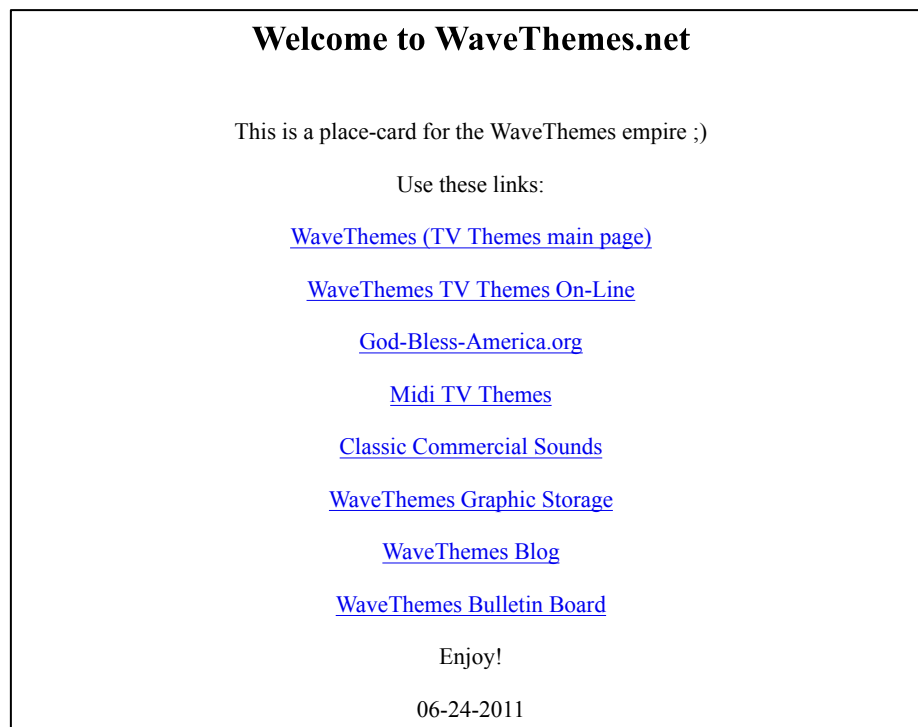 Welcome to WaveThemes.net
This is a place-card for the WaveThemes empire ;)
Use these links:
WaveThemes (TV Themes main page)
WaveThemes TV Themes On-Line
God-Bless-America.org
Midi TV Themes
Classic Commercial Sounds
WaveThemes Graphic Storage
WaveThemes Blog
WaveThemes Bulletin Board
Enjoy!
06-24-2011